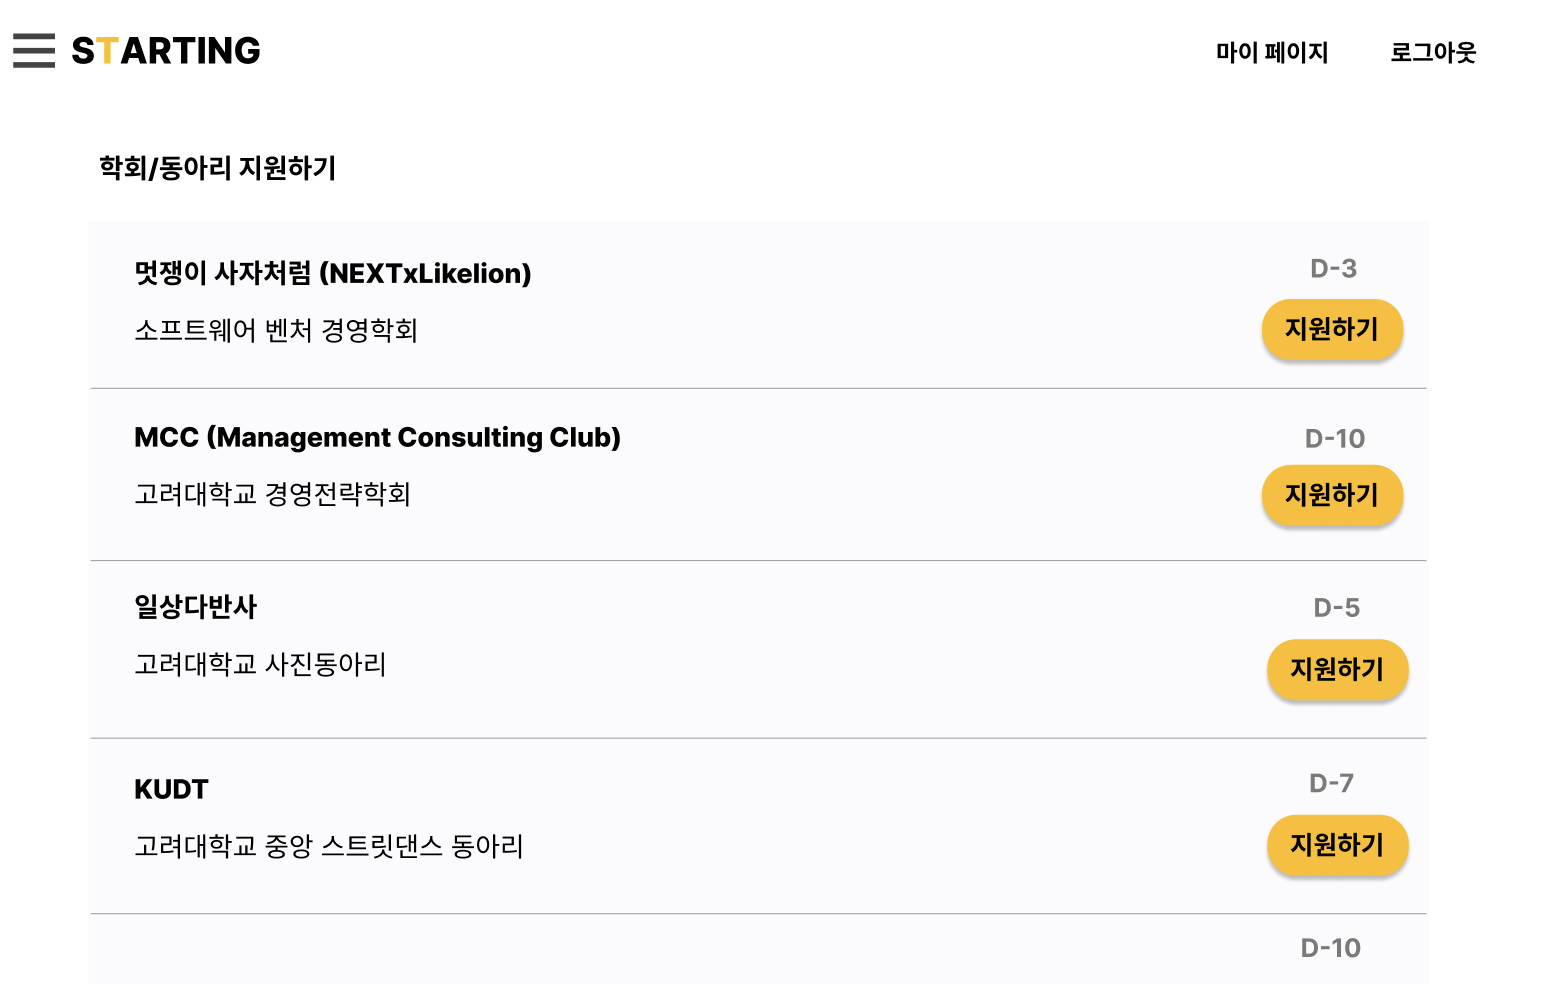 STARTING
마이 페이지
로그아웃
학회/동아리 지원하기
멋쟁이 사자처럼 (NEXTxLikelion)
D-3
소프트웨어 벤처 경영학회
지원하기
MCC (Management Consulting Club)
D-10
고려대학교 경영전략학회
지원하기
일상다반사
D-5
고려대학교 사진동아리
지원하기
KUDT
D-7
고려대학교 중앙 스트릿댄스 동아리
지원하기
D-10